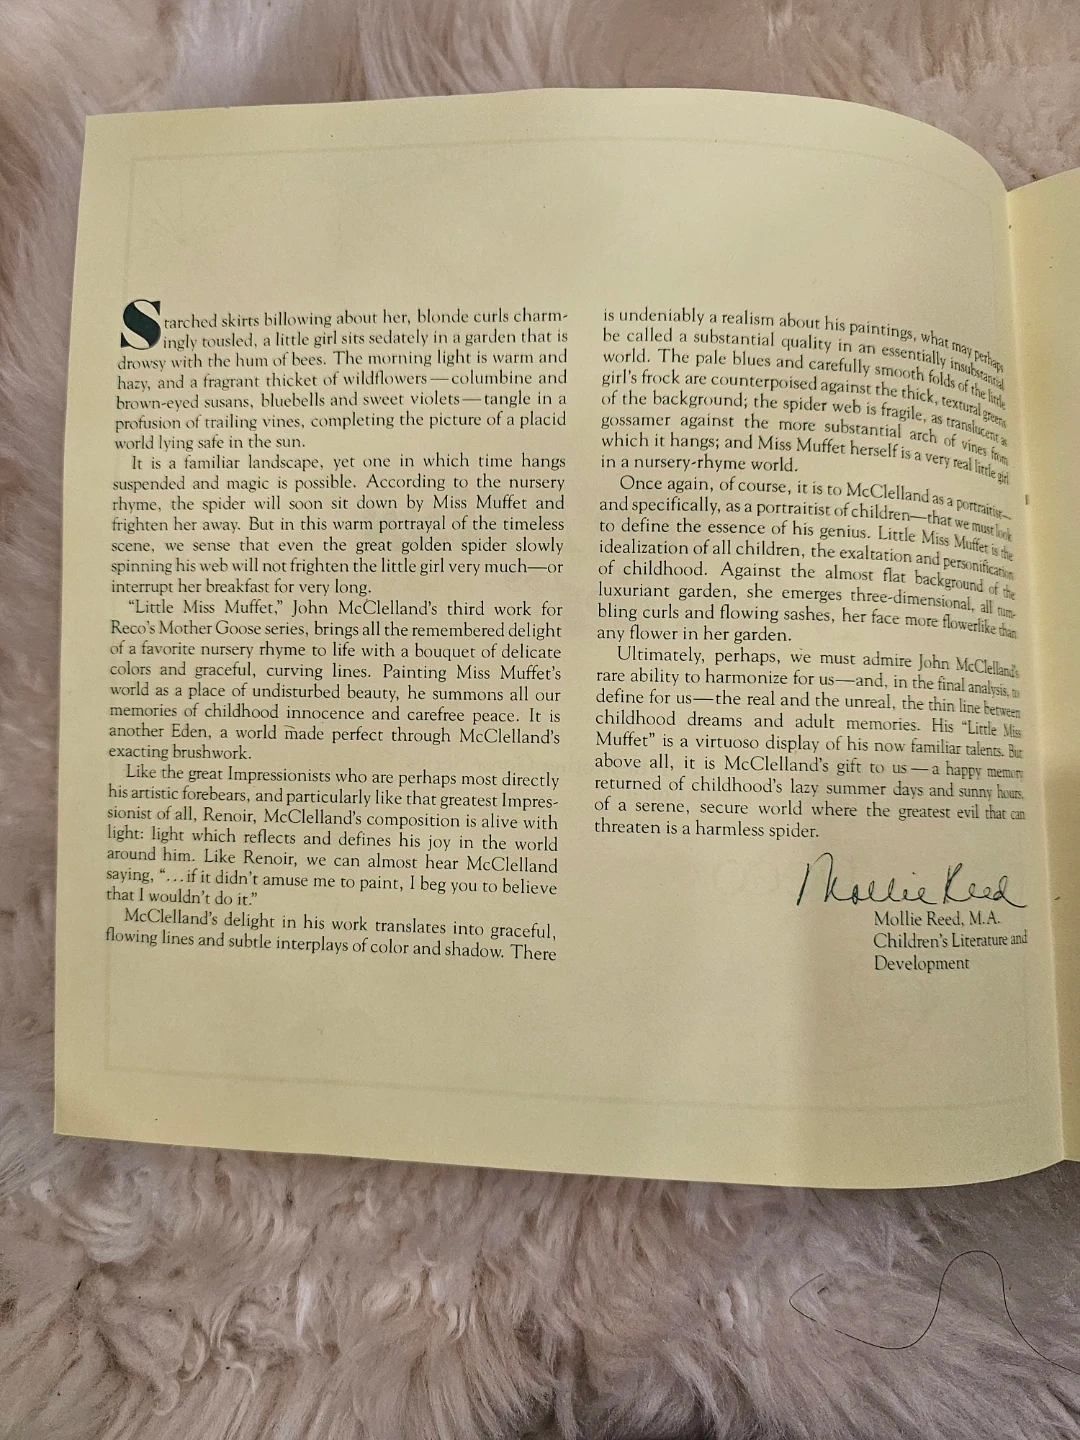 Starched skirts billowing about her, blonde curls charm-
ingly tousled, a little girl sits sedately in a garden that is
drowsy with the hum of bees. The morning light is warm and
hazy, and a fragrant thicket of wildflowers—columbine and
brown-eyed susans, bluebells and sweet violets—tangle in a
profusion of trailing vines, completing the picture of a placid
world lying safe in the sun.
It is a familiar landscape, yet one in which time hangs
suspended and magic is possible. According to the nursery
rhyme, the spider will soon sit down by Miss Muffet and
frighten her away. But in this warm portrayal of the timeless
scene, we sense that even the great golden spider slowly
spinning his web will not frighten the little girl very much—or
interrupt her breakfast for very long.
“Little Miss Muffet,” John McClelland’s third work for
Reco’s Mother Goose series, brings all the remembered delight
of a favorite nursery rhyme to life with a bouquet of delicate
colors and graceful, curving lines. Painting Miss Muffet’s
world as a place of undisturbed beauty, he summons all our
memories of childhood innocence and carefree peace. It is
another Eden, a world made perfect through McClelland’s
exacting brushwork.
Like the great Impressionists who are perhaps most directly
his artistic forebears, and particularly like that greatest Impres-
sionist of all, Renoir, McClelland’s composition is alive with
light: light which reflects and defines his joy in the world
around him. Like Renoir, we can almost hear McClelland
saying, “...if it didn’t amuse me to paint, I beg you to believe
that I wouldn’t do it.”
McClelland’s delight in his work translates into graceful,
flowing lines and subtle interplays of color and shadow. There
is undeniably a realism about his paintings, what may perhaps
be called a substantial quality in an essentially insubstantial
world. The pale blues and carefully smooth folds of the little
girl’s frock are counterpoised against the thick, textural greens
of the background; the spider web is fragile, as translucent as
gossamer against the more substantial arch of vines from
which it hangs; and Miss Muffet herself is a very real little girl
in a nursery-rhyme world.
Once again, of course, it is to McClelland as a portraitist—
and specifically, as a portraitist of children—that we must look
to define the essence of his genius. Little Miss Muffet is the
idealization of all children, the exaltation and personification
of childhood. Against the almost flat background of the
luxuriant garden, she emerges three-dimensional, all tum-
bling curls and flowing sashes, her face more flowerlike than
any flower in her garden.
Ultimately, perhaps, we must admire John McClelland’s
rare ability to harmonize for us—and, in the final analysis, to
define for us—the real and the unreal, the thin line between
childhood dreams and adult memories. His “Little Miss
Muffet” is a virtuoso display of his now familiar talents. But
above all, it is McClelland’s gift to us—a happy memory
returned of childhood’s lazy summer days and sunny hours,
of a serene, secure world where the greatest evil that can
threaten is a harmless spider.
Mollie Reed
Mollie Reed, M.A.
Children’s Literature and
Development